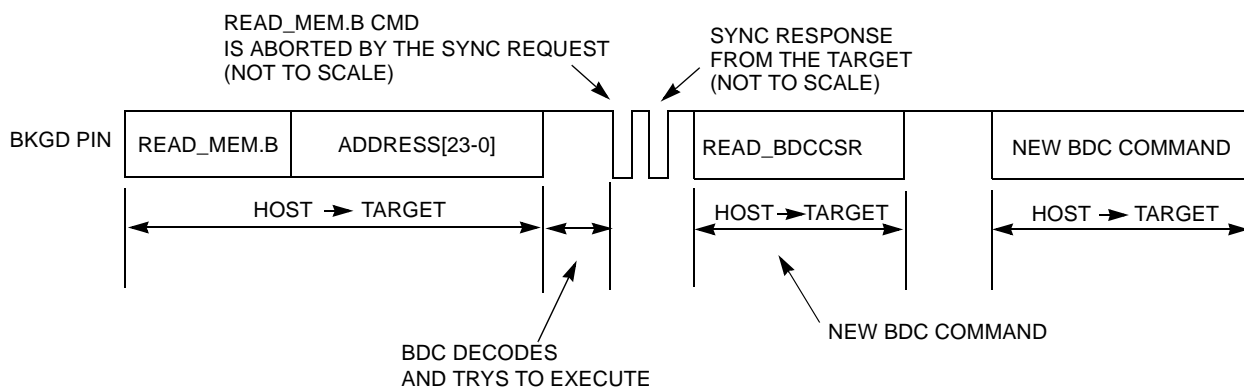 READ_MEM.B CMD
IS ABORTED BY THE SYNC REQUEST
(NOT TO SCALE)
SYNC RESPONSE
FROM THE TARGET
(NOT TO SCALE)
BKGD PIN
READ_MEM.B
ADDRESS[23-0]
READ_BDCCSR
NEW BDC COMMAND
HOST → TARGET
HOST → TARGET
HOST → TARGET
NEW BDC COMMAND
BDC DECODES
AND TRYS TO EXECUTE